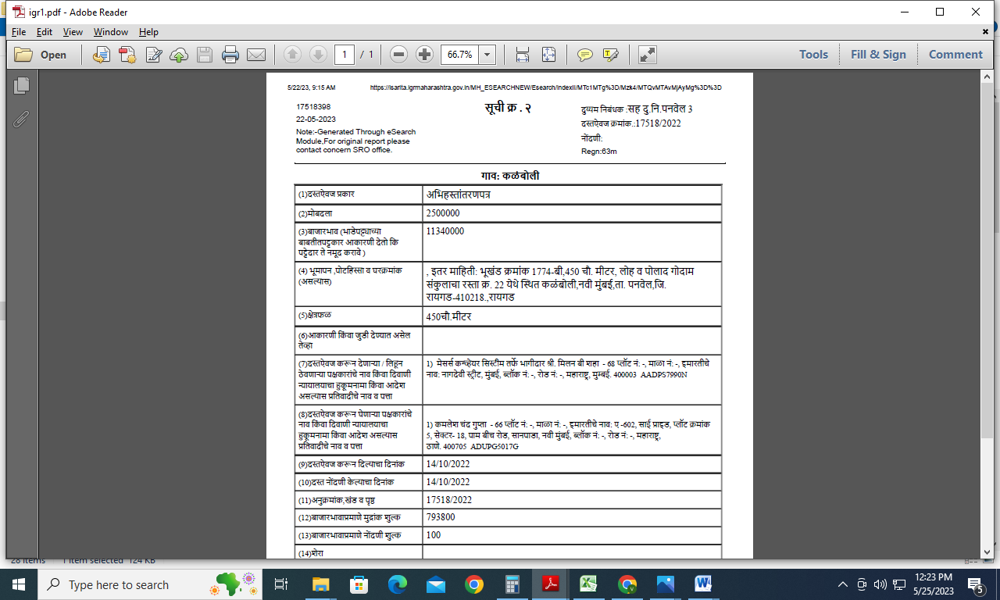 igr1.pdf - Adobe Reader
File Edit View Window Help
Open 1 / 1 66.7% Tools Fill & Sign Comment
5/22/23, 9:15 AM https://isarita.igrmaharashtra.gov.in/MH_ESEARCHNEW/Esearch/indexII/MTc1MTg%3D/Mzk4/MTQvMTAvMjAyMg%3D%3D
17518398
22-05-2023
Note:-Generated Through eSearch
Module,For original report please
contact concern SRO office.
सूची क्र . २
दुय्यम निबंधक :सह दु.नि.पनवेल 3
दस्तऐवज क्रमांक.:17518/2022
नोंदणी:
Regn:63m
गाव: कळंबोली
(1)दस्तऐवज प्रकार अभिहस्तांतरणपत्र
(2)मोबदला 2500000
(3)बाजारभाव (भाडेपट्ट्याच्या
बाबतीतपट्टकार आकारणी देतो कि
पट्टेदार ते नमूद करावे )
11340000
(4) भूमापन ,पोटहिस्सा व घरक्रमांक
(असल्यास)
, इतर माहिती: भूखंड क्रमांक 1774-बी,450 चौ. मीटर, लोह व पोलाद गोदाम
संकुलाचा रस्ता क्र. 22 येथे स्थित कळंबोली,नवी मुंबई,ता. पनवेल,जि.
रायगड-410218.,रायगड
(5)क्षेत्रफळ 450चौ.मीटर
(6)आकारणी किंवा जुडी देण्यात असेल
तेव्हा
(7)दस्तऐवज करून देणाऱ्या / लिहून
ठेवणाऱ्या पक्षकारांचे नाव किंवा दिवाणी
न्यायालयाचा हुकूमनामा किंवा आदेश
असल्यास प्रतिवादीचे नाव व पत्ता
1) मेसर्स कन्व्हेयर सिस्टीम तर्फे भागीदार श्री. मिलन बी शहा - 68 प्लॉट नं: -, माळा नं: -, इमारतीचे
नाव: नागदेवी स्ट्रीट, मुंबई, ब्लॉक नं: -, रोड नं: -, महाराष्ट्र, मुम्बई. 400003 AADPS7990N
(8)दस्तऐवज करून घेणाऱ्या पक्षकारांचे
नाव किंवा दिवाणी न्यायालयाचा
हुकूमनामा किंवा आदेश असल्यास
प्रतिवादीचे नाव व पत्ता
1) कमलेश चंद गुप्ता - 66 प्लॉट नं: -, माळा नं: -, इमारतीचे नाव: ए -602, साई प्राइड, प्लॉट क्रमांक
5, सेक्टर- 18, पाम बीच रोड, सानपाडा, नवी मुंबई, ब्लॉक नं: -, रोड नं: -, महाराष्ट्र,
ठाणे. 400705 ADUPG5017G
(9)दस्तऐवज करून दिल्याचा दिनांक 14/10/2022
(10)दस्त नोंदणी केल्याचा दिनांक 14/10/2022
(11)अनुक्रमांक,खंड व पृष्ठ 17518/2022
(12)बाजारभावाप्रमाणे मुद्रांक शुल्क 793800
(13)बाजारभावाप्रमाणे नोंदणी शुल्क 100
(14)शेरा
28 items 1 item selected 124 KB
Type here to search
12:23 PM
5/25/2023
5